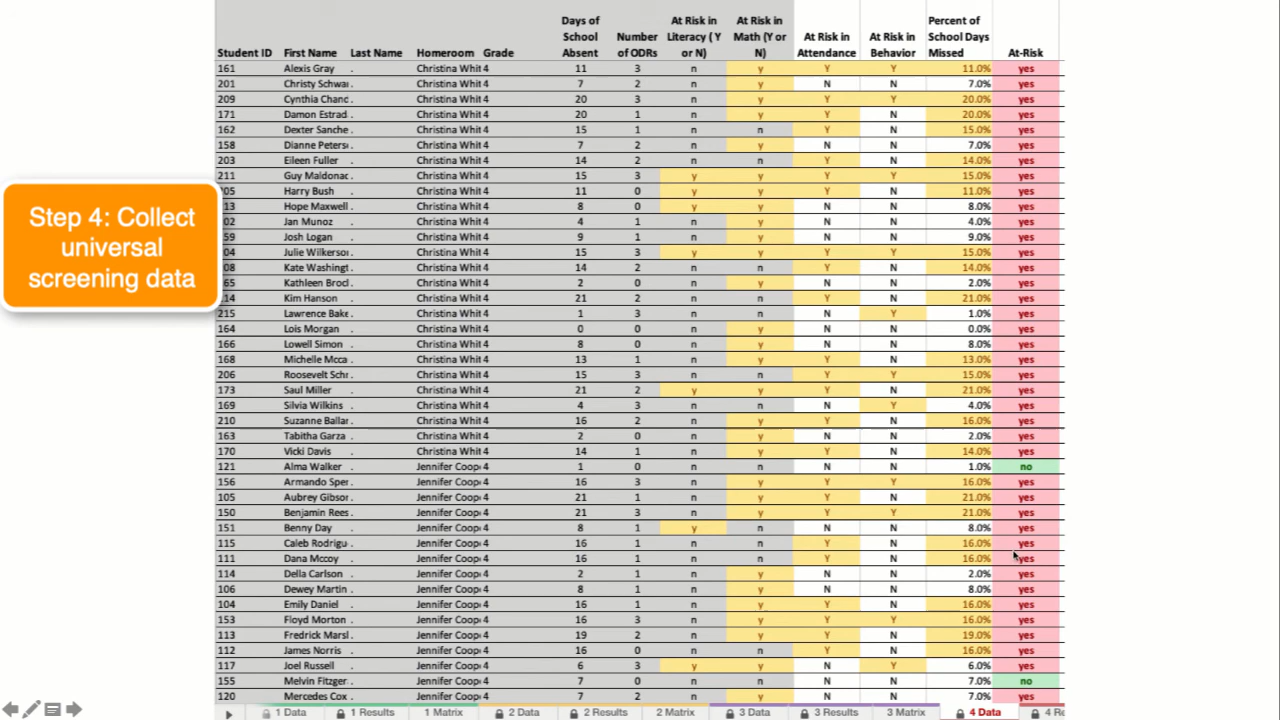 Student ID First Name Last Name Homeroom Grade Days of School Absent Number of ODRs At Risk in Literacy ( Y or N) At Risk in Math (Y or N) At Risk in Attendance At Risk in Behavior Percent of School Days Missed At-Risk
161 Alexis Gray . Christina Whit 4 11 3 n y Y Y 11.0% yes
201 Christy Schwa . Christina Whit 4 7 2 n y N N 7.0% yes
209 Cynthia Chanc . Christina Whit 4 20 3 n y Y Y 20.0% yes
171 Damon Estrad . Christina Whit 4 20 1 n y Y N 20.0% yes
162 Dexter Sanche . Christina Whit 4 15 1 n n Y N 15.0% yes
158 Dianne Peters . Christina Whit 4 7 2 n y N N 7.0% yes
203 Eileen Fuller . Christina Whit 4 14 2 n n Y N 14.0% yes
211 Guy Maldonac . Christina Whit 4 15 3 y y Y Y 15.0% yes
05 Harry Bush . Christina Whit 4 11 0 y y Y N 11.0% yes
13 Hope Maxwell . Christina Whit 4 8 0 y y N N 8.0% yes
02 Jan Munoz . Christina Whit 4 4 1 n y N N 4.0% yes
59 Josh Logan . Christina Whit 4 9 1 n y N N 9.0% yes
04 Julie Wilkerso . Christina Whit 4 15 3 y y Y Y 15.0% yes
08 Kate Washingt . Christina Whit 4 14 2 n n Y N 14.0% yes
65 Kathleen Brocl . Christina Whit 4 2 0 n y N N 2.0% yes
14 Kim Hanson . Christina Whit 4 21 2 n n Y N 21.0% yes
215 Lawrence Bake . Christina Whit 4 1 3 n n N Y 1.0% yes
164 Lois Morgan . Christina Whit 4 0 0 n y N N 0.0% yes
166 Lowell Simon . Christina Whit 4 8 0 n y N N 8.0% yes
168 Michelle Mcca . Christina Whit 4 13 1 n y Y N 13.0% yes
206 Roosevelt Schr . Christina Whit 4 15 3 n n Y Y 15.0% yes
173 Saul Miller . Christina Whit 4 21 2 y y Y N 21.0% yes
169 Silvia Wilkins . Christina Whit 4 4 3 n n N Y 4.0% yes
210 Suzanne Ballar . Christina Whit 4 16 2 n y Y N 16.0% yes
163 Tabitha Garza . Christina Whit 4 2 0 n y N N 2.0% yes
170 Vicki Davis . Christina Whit 4 14 1 n y Y N 14.0% yes
121 Alma Walker . Jennifer Coop 4 1 0 n n N N 1.0% no
156 Armando Sper . Jennifer Coop 4 16 3 n y Y Y 16.0% yes
105 Aubrey Gibsor . Jennifer Coop 4 21 1 n y Y N 21.0% yes
150 Benjamin Rees . Jennifer Coop 4 21 3 n y Y Y 21.0% yes
151 Benny Day . Jennifer Coop 4 8 1 y n N N 8.0% yes
115 Caleb Rodrigu . Jennifer Coop 4 16 1 n n Y N 16.0% yes
111 Dana Mccoy . Jennifer Coop 4 16 1 n n Y N 16.0% yes
114 Della Carlson . Jennifer Coop 4 2 1 n y N N 2.0% yes
106 Dewey Martin . Jennifer Coop 4 8 1 n y N N 8.0% yes
104 Emily Daniel . Jennifer Coop 4 16 1 n y Y N 16.0% yes
153 Floyd Morton . Jennifer Coop 4 16 3 n y Y Y 16.0% yes
113 Fredrick Marsl . Jennifer Coop 4 19 2 n y Y N 19.0% yes
112 James Norris . Jennifer Coop 4 16 0 n n Y N 16.0% yes
117 Joel Russell . Jennifer Coop 4 6 3 y y N Y 6.0% yes
155 Melvin Fitzger . Jennifer Coop 4 7 0 n n N N 7.0% no
120 Mercedes Cox . Jennifer Coop 4 7 2 n y N N 7.0% yes
Step 4: Collect
universal
screening data
1 Data 1 Results 1 Matrix 2 Data 2 Results 2 Matrix 3 Data 3 Results 3 Matrix 4 Data 4 Re